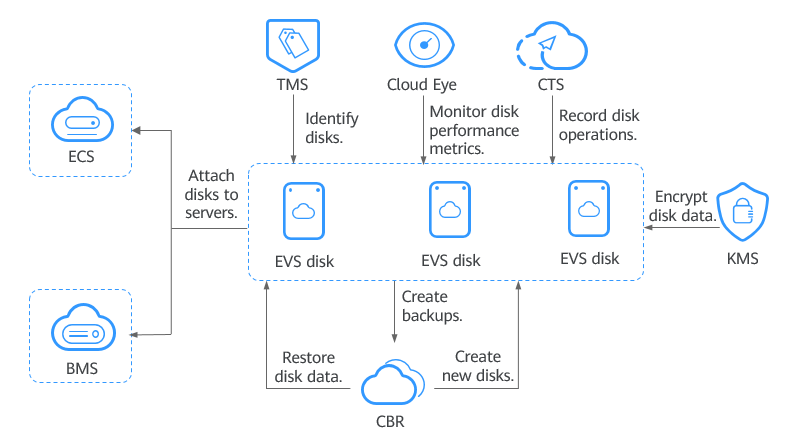 TMS
Cloud Eye
CTS
Identify
disks.
Monitor disk
performance
metrics.
Record disk
operations.
ECS
Attach
disks to
servers.
Encrypt
disk data.
EVS disk
EVS disk
EVS disk
KMS
Create
backups.
BMS
Restore
disk data.
Create
new disks.
CBR